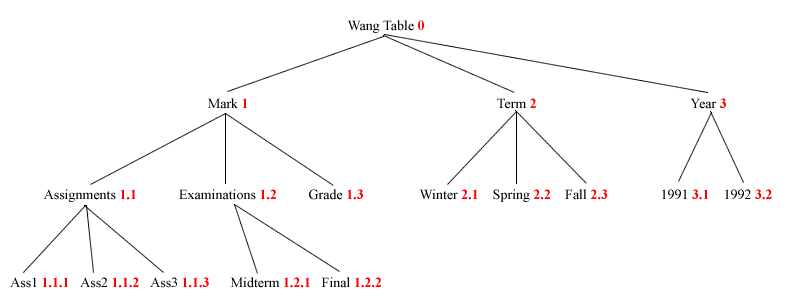 Wang Table 0
Mark 1 Term 2 Year 3
Assignments 1.1 Examinations 1.2 Grade 1.3 Winter 2.1 Spring 2.2 Fall 2.3 1991 3.1 1992 3.2
Ass1 1.1.1 Ass2 1.1.2 Ass3 1.1.3 Midterm 1.2.1 Final 1.2.2